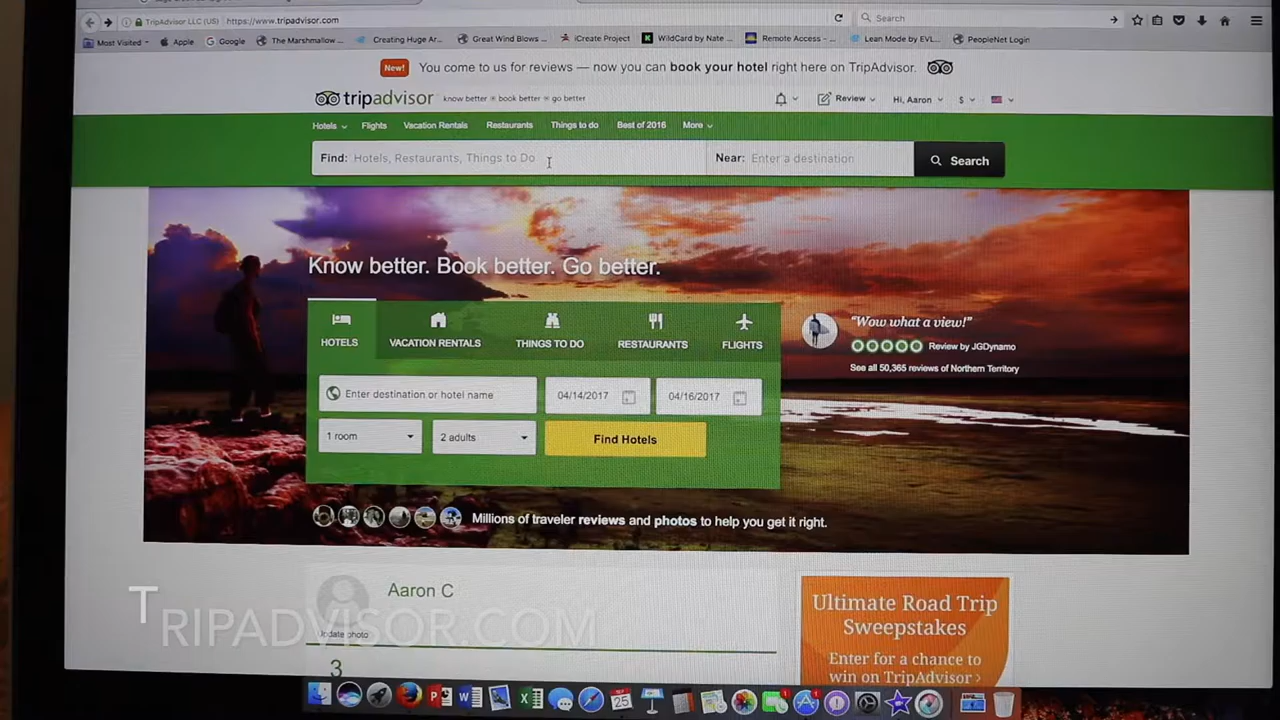 TripAdvisor LLC (US) https://www.tripadvisor.com Search
Most Visited Apple Google The Marshmallow ... Creating Huge Ar... Great Wind Blows ... iCreate Project WildCard by Nate ... Remote Access - ... Lean Mode by EVL... PeopleNet Login
New! You come to us for reviews — now you can book your hotel right here on TripAdvisor.
tripadvisor know better book better go better Review Hi, Aaron $
Hotels Flights Vacation Rentals Restaurants Things to do Best of 2016 More
Find: Hotels, Restaurants, Things to Do Near: Enter a destination Search
Know better. Book better. Go better.
HOTELS VACATION RENTALS THINGS TO DO RESTAURANTS FLIGHTS
"Wow what a view!"
Review by JGDynamo
See all 50,365 reviews of Northern Territory
Enter destination or hotel name 04/14/2017 04/16/2017
1 room 2 adults Find Hotels
Millions of traveler reviews and photos to help you get it right.
Aaron C
Update photo
3
Ultimate Road Trip
Sweepstakes
Enter for a chance to
win on TripAdvisor ›
TRIPADVISOR.COM